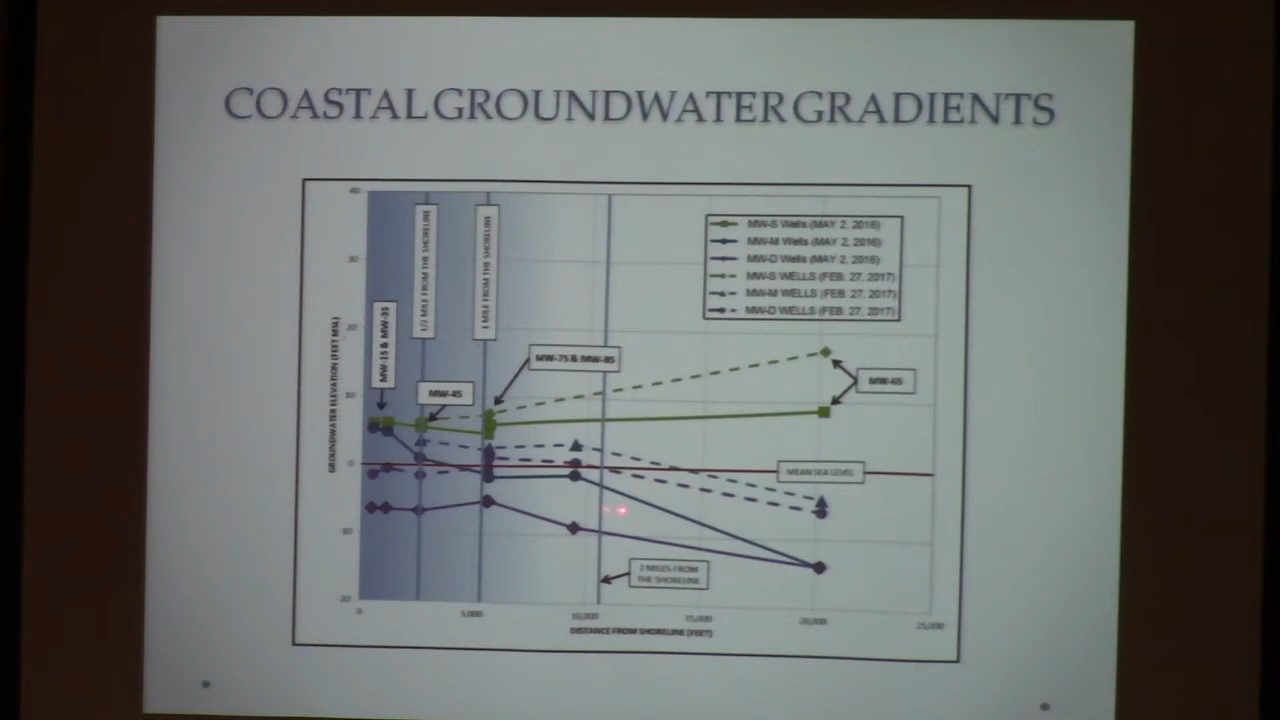 COASTAL GROUNDWATER GRADIENTS
40
30
20
10
0
-10
-20
GROUNDWATER ELEVATION (FEET MSL)
MW-1S & MW-3S
1/2 MILE FROM THE SHORELINE
1 MILE FROM THE SHORELINE
MW-4S
MW-7S & MW-8S
MW-S Wells (MAY 2, 2016)
MW-M Wells (MAY 2, 2016)
MW-D Wells (MAY 2, 2016)
MW-S WELLS (FEB. 27, 2017)
MW-M WELLS (FEB. 27, 2017)
MW-D WELLS (FEB. 27, 2017)
MW-6S
MEAN SEA LEVEL
2 MILES FROM
THE SHORELINE
0
5,000
10,000
15,000
20,000
25,000
DISTANCE FROM SHORELINE (FEET)